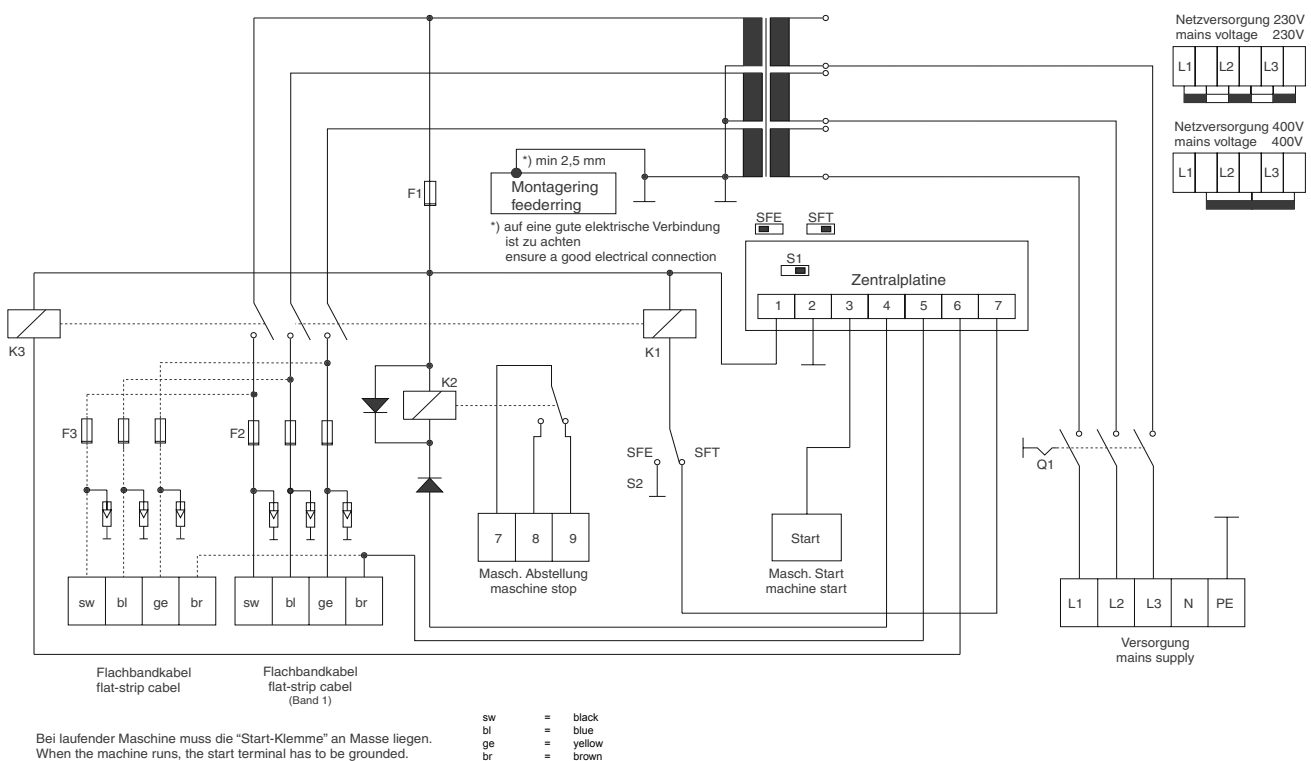 Netzversorgung 230V
mains voltage 230V
L1 L2 L3
Netzversorgung 400V
mains voltage 400V
L1 L2 L3
*) min 2,5 mm
Montagering
feederring
*) auf eine gute elektrische Verbindung
ist zu achten
ensure a good electrical connection
F1
SFE SFT
S1
Zentralplatine
1 2 3 4 5 6 7
K3
K1
K2
F3
F2
SFE SFT
S2
Q1
7 8 9
Masch. Abstellung
maschine stop
Start
Masch. Start
machine start
sw bl ge br
sw bl ge br
L1 L2 L3 N PE
Versorgung
mains supply
Flachbandkabel
flat-strip cabel
Flachbandkabel
flat-strip cabel
(Band 1)
Bei laufender Maschine muss die "Start-Klemme" an Masse liegen.
When the machine runs, the start terminal has to be grounded.
sw = black
bl = blue
ge = yellow
br = brown